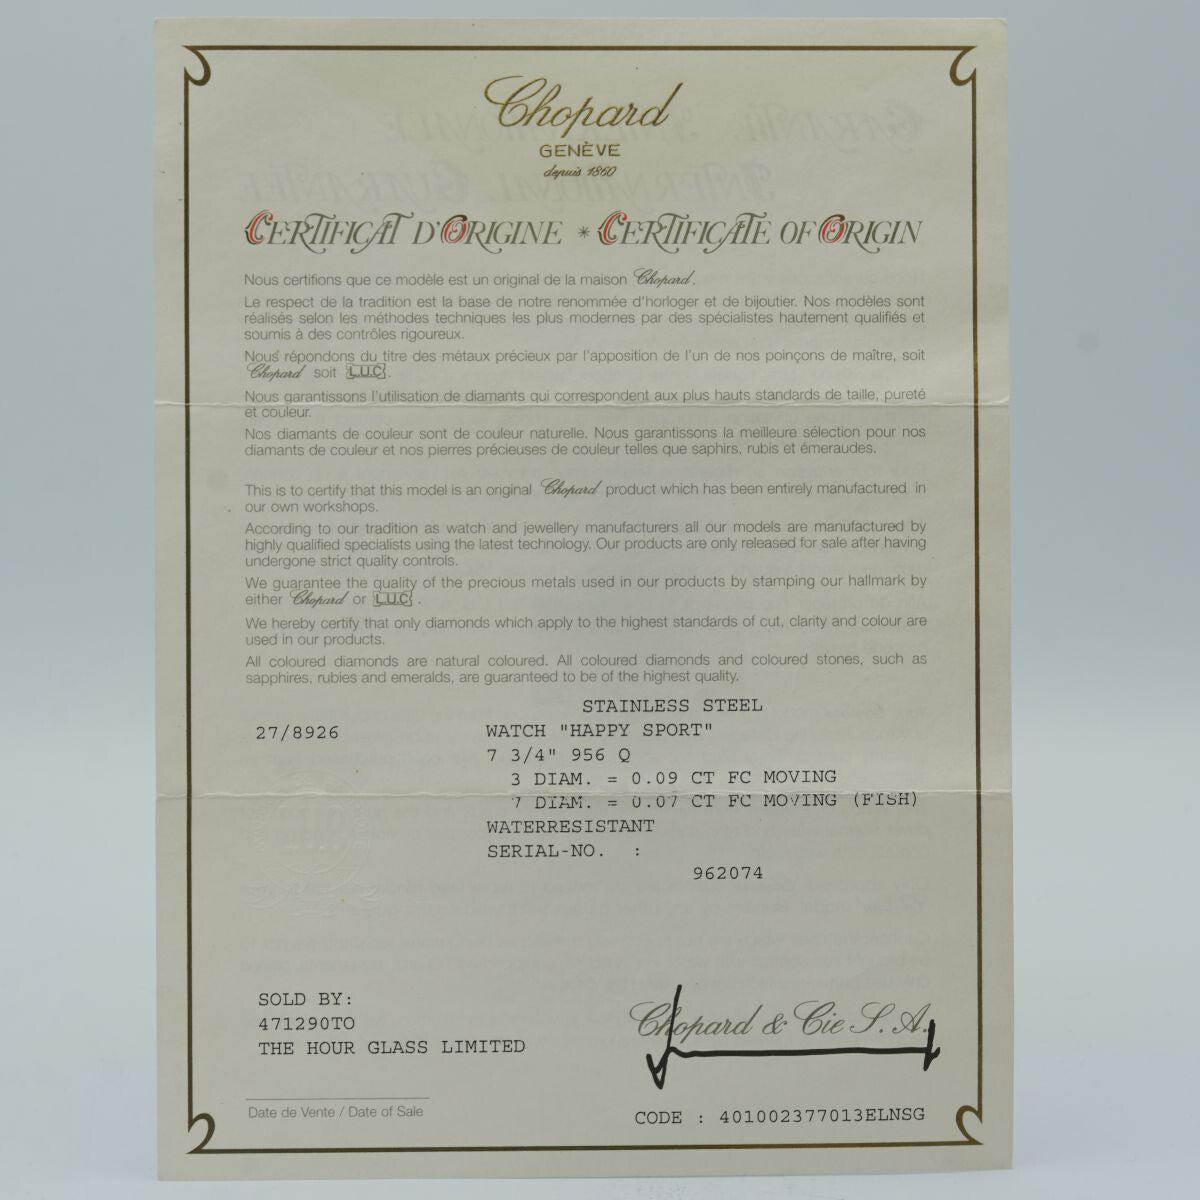 Chopard
GENÈVE
depuis 1860
CERTIFICAT D'ORIGINE * CERTIFICATE OF ORIGIN
Nous certifions que ce modèle est un original de la maison Chopard.
Le respect de la tradition est la base de notre renommée d'horloger et de bijoutier. Nos modèles sont
réalisés selon les méthodes techniques les plus modernes par des spécialistes hautement qualifiés et
soumis à des contrôles rigoureux.
Nous répondons du titre des métaux précieux par l'apposition de l'un de nos poinçons de maître, soit
Chopard soit L.U.C.
Nous garantissons l'utilisation de diamants qui correspondent aux plus hauts standards de taille, pureté
et couleur.
Nos diamants de couleur sont de couleur naturelle. Nous garantissons la meilleure sélection pour nos
diamants de couleur et nos pierres précieuses de couleur telles que saphirs, rubis et émeraudes.
This is to certify that this model is an original Chopard product which has been entirely manufactured in
our own workshops.
According to our tradition as watch and jewellery manufacturers all our models are manufactured by
highly qualified specialists using the latest technology. Our products are only released for sale after having
undergone strict quality controls.
We guarantee the quality of the precious metals used in our products by stamping our hallmark by
either Chopard or L.U.C.
We hereby certify that only diamonds which apply to the highest standards of cut, clarity and colour are
used in our products.
All coloured diamonds are natural coloured. All coloured diamonds and coloured stones, such as
sapphires, rubies and emeralds, are guaranteed to be of the highest quality.
STAINLESS STEEL
27/8926 WATCH "HAPPY SPORT"
7 3/4" 956 Q
3 DIAM. = 0.09 CT FC MOVING
7 DIAM. = 0.07 CT FC MOVING (FISH)
WATERRESISTANT
SERIAL-NO. :
962074
SOLD BY:
471290TO
THE HOUR GLASS LIMITED
Chopard & Cie S.A.
Date de Vente / Date of Sale
CODE : 401002377013ELNSG